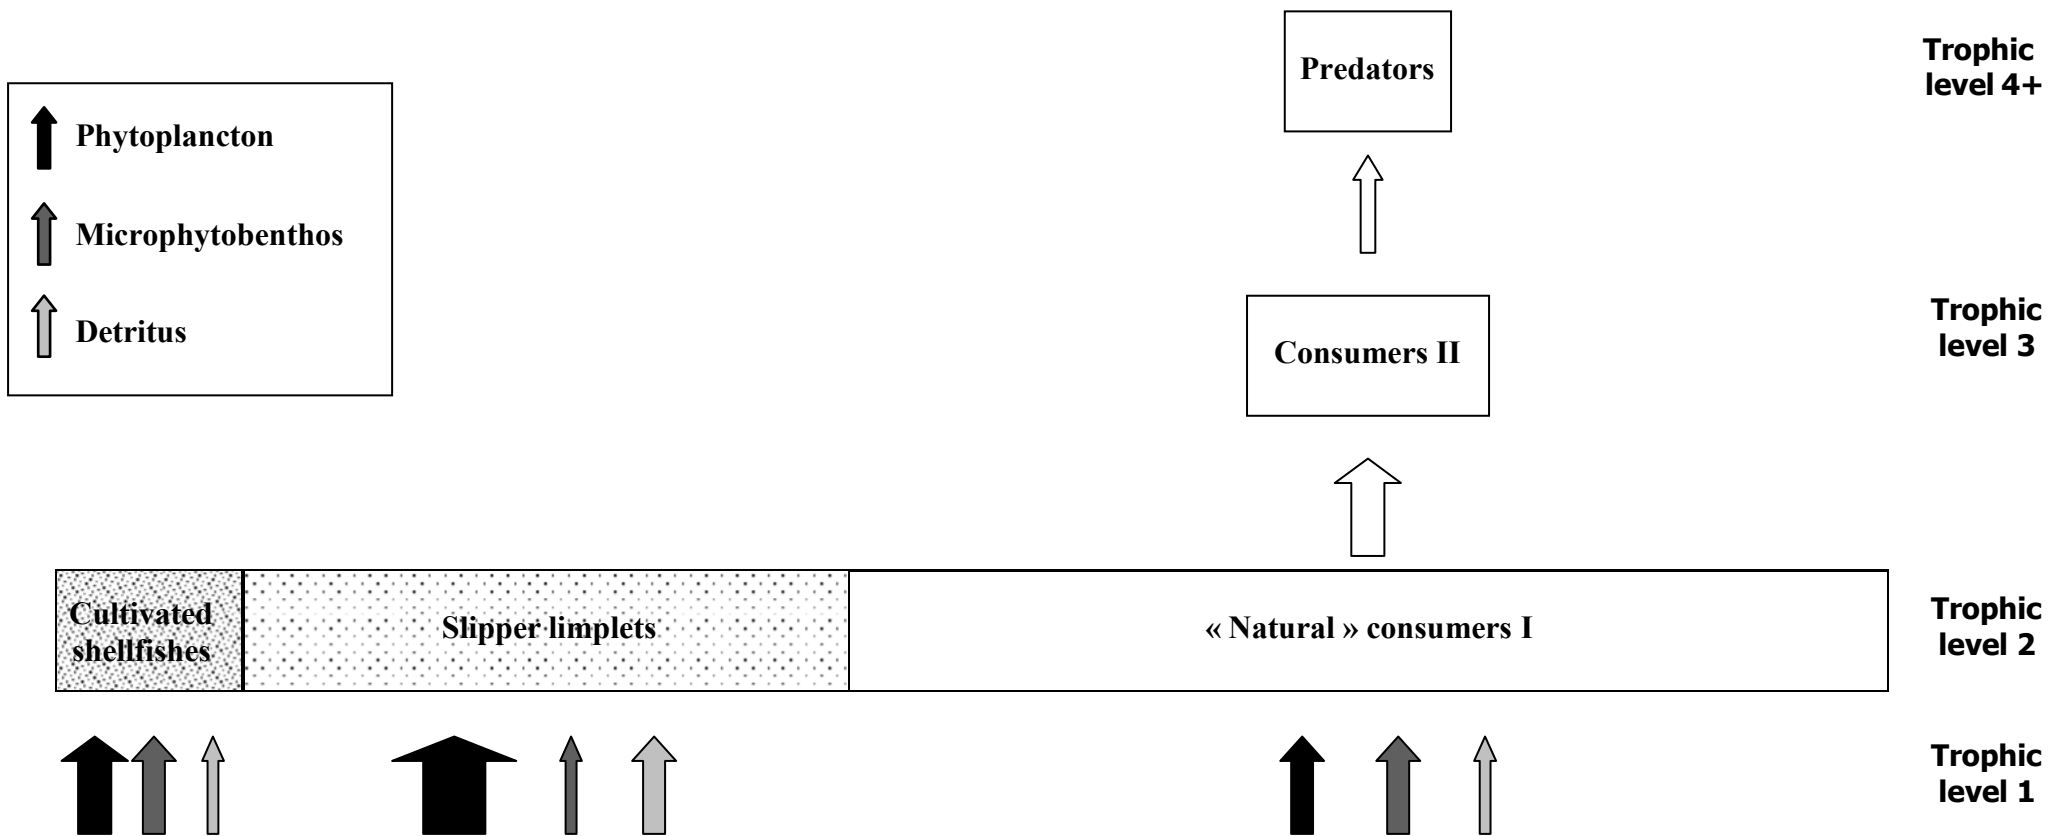 Predators
Trophic
level 4+
Phytoplancton
Microphytobenthos
Detritus
Consumers II
Trophic
level 3
Cultivated
shellfishes
Slipper limplets
« Natural » consumers I
Trophic
level 2
Trophic
level 1